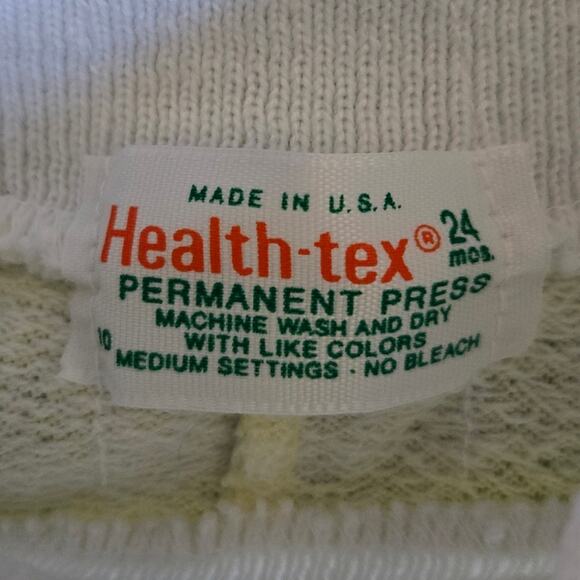 MADE IN U.S.A.
Health-tex® 24 mos.
PERMANENT PRESS
MACHINE WASH AND DRY
10 WITH LIKE COLORS
MEDIUM SETTINGS · NO BLEACH